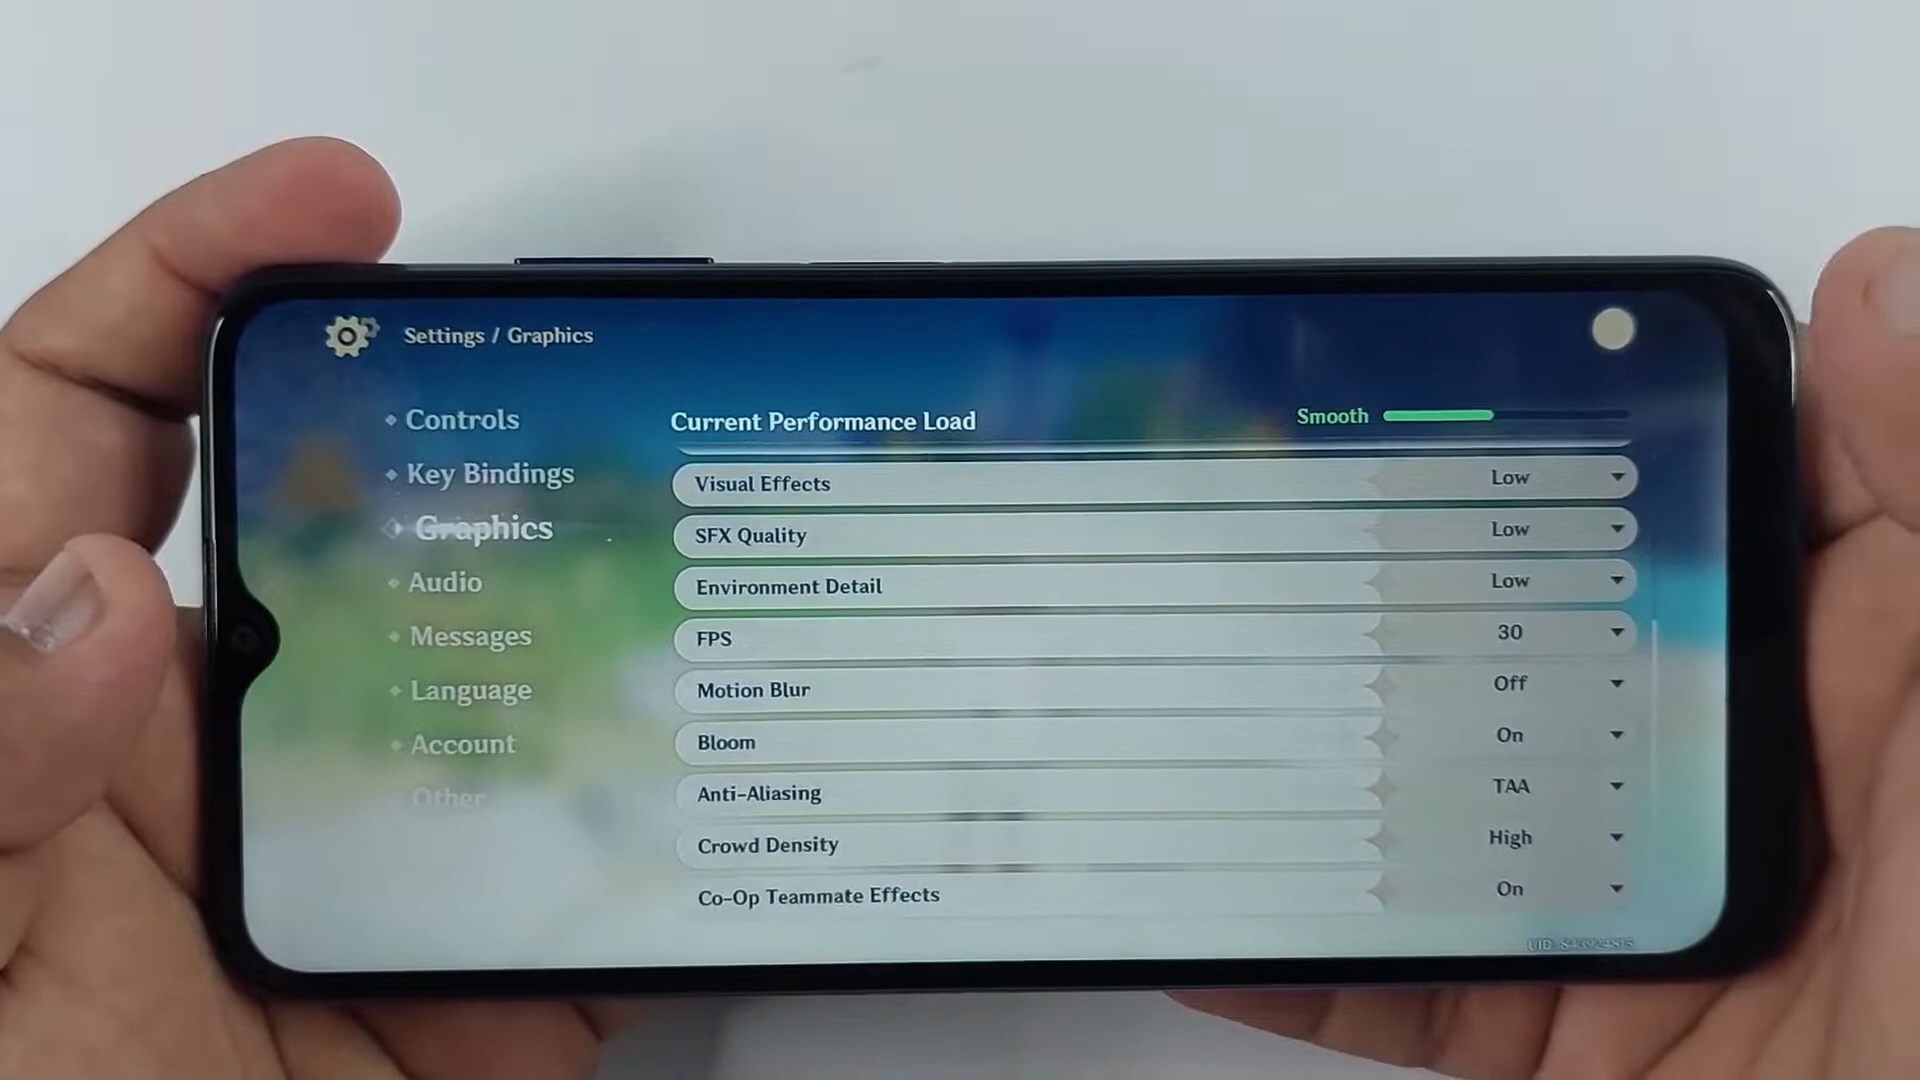 Settings / Graphics
Controls
Key Bindings
Graphics
Audio
Messages
Language
Account
Other
Current Performance Load Smooth
Visual Effects Low
SFX Quality Low
Environment Detail Low
FPS 30
Motion Blur Off
Bloom On
Anti-Aliasing TAA
Crowd Density High
Co-Op Teammate Effects On
UID: